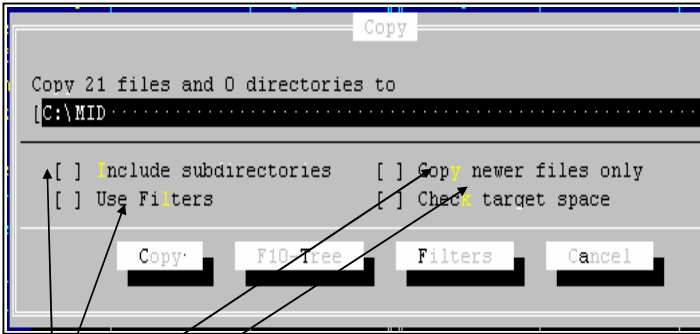 Copy
Copy 21 files and 0 directories to
[C:\MID
[ ] Include subdirectories [ ] Copy newer files only
[ ] Use Filters [ ] Check target space
Copy F10-Tree Filters Cancel